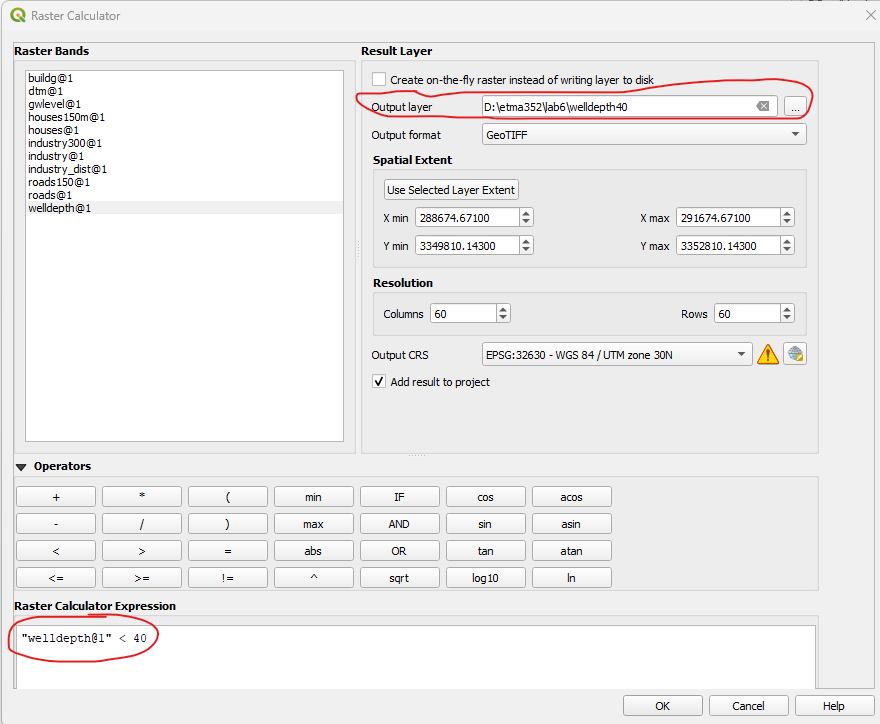 Raster Calculator
Raster Bands
buildg@1
dtm@1
gwlevel@1
houses150m@1
houses@1
industry300@1
industry@1
industry_dist@1
roads150@1
roads@1
welldepth@1
Result Layer
Create on-the-fly raster instead of writing layer to disk
Output layer D:\etma352\lab6\welldepth40 ...
Output format GeoTIFF
Spatial Extent
Use Selected Layer Extent
X min 288674.67100 X max 291674.67100
Y min 3349810.14300 Y max 3352810.14300
Resolution
Columns 60 Rows 60
Output CRS EPSG:32630 - WGS 84 / UTM zone 30N
Add result to project
Operators
+ * ( min IF cos acos
- / ) max AND sin asin
< > = abs OR tan atan
<= >= != ^ sqrt log10 ln
Raster Calculator Expression
"welldepth@1" < 40
OK Cancel Help